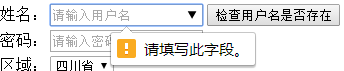 姓名： 请输入用户名 ▼ 检查用户名是否存在
密码： 请输入密
请填写此字段。
区域： 四川省 ▼